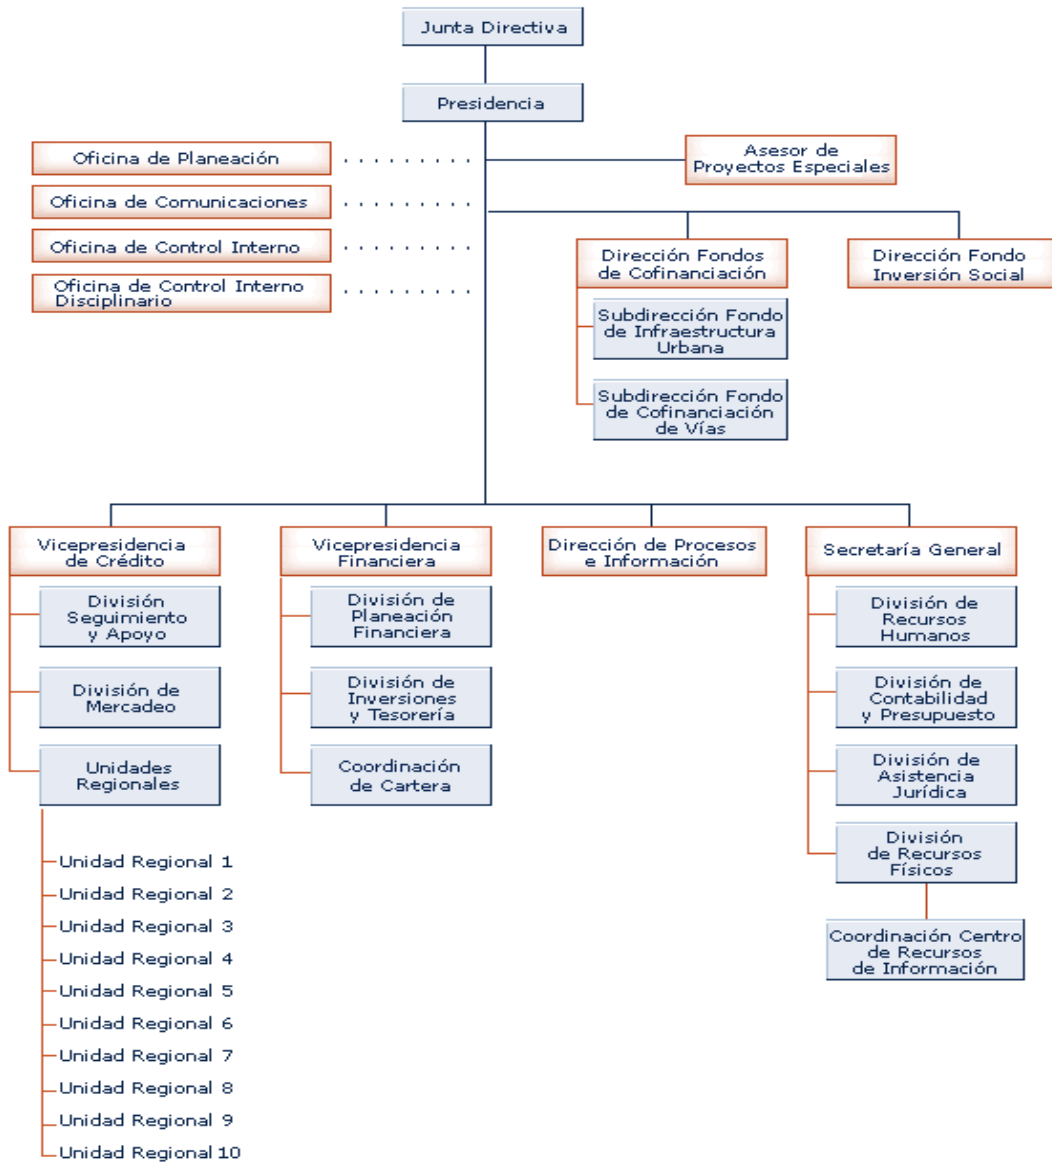 Junta Directiva
Presidencia
Oficina de Planeación
Asesor de
Proyectos Especiales
Oficina de Comunicaciones
Oficina de Control Interno
Oficina de Control Interno
Disciplinario
Dirección Fondos
de Cofinanciación
Dirección Fondo
Inversión Social
Subdirección Fondo
de Infraestructura
Urbana
Subdirección Fondo
de Cofinanciación
de Vías
Vicepresidencia
de Crédito
División
Seguimiento
y Apoyo
División de
Mercadeo
Unidades
Regionales
Unidad Regional 1
Unidad Regional 2
Unidad Regional 3
Unidad Regional 4
Unidad Regional 5
Unidad Regional 6
Unidad Regional 7
Unidad Regional 8
Unidad Regional 9
Unidad Regional 10
Vicepresidencia
Financiera
División de
Planeación
Financiera
División de
Inversiones
y Tesorería
Coordinación
de Cartera
Dirección de Procesos
e Información
Secretaría General
División de
Recursos
Humanos
División de
Contabilidad
y Presupuesto
División de
Asistencia
Jurídica
División
de Recursos
Físicos
Coordinación Centro
de Recursos
de Información